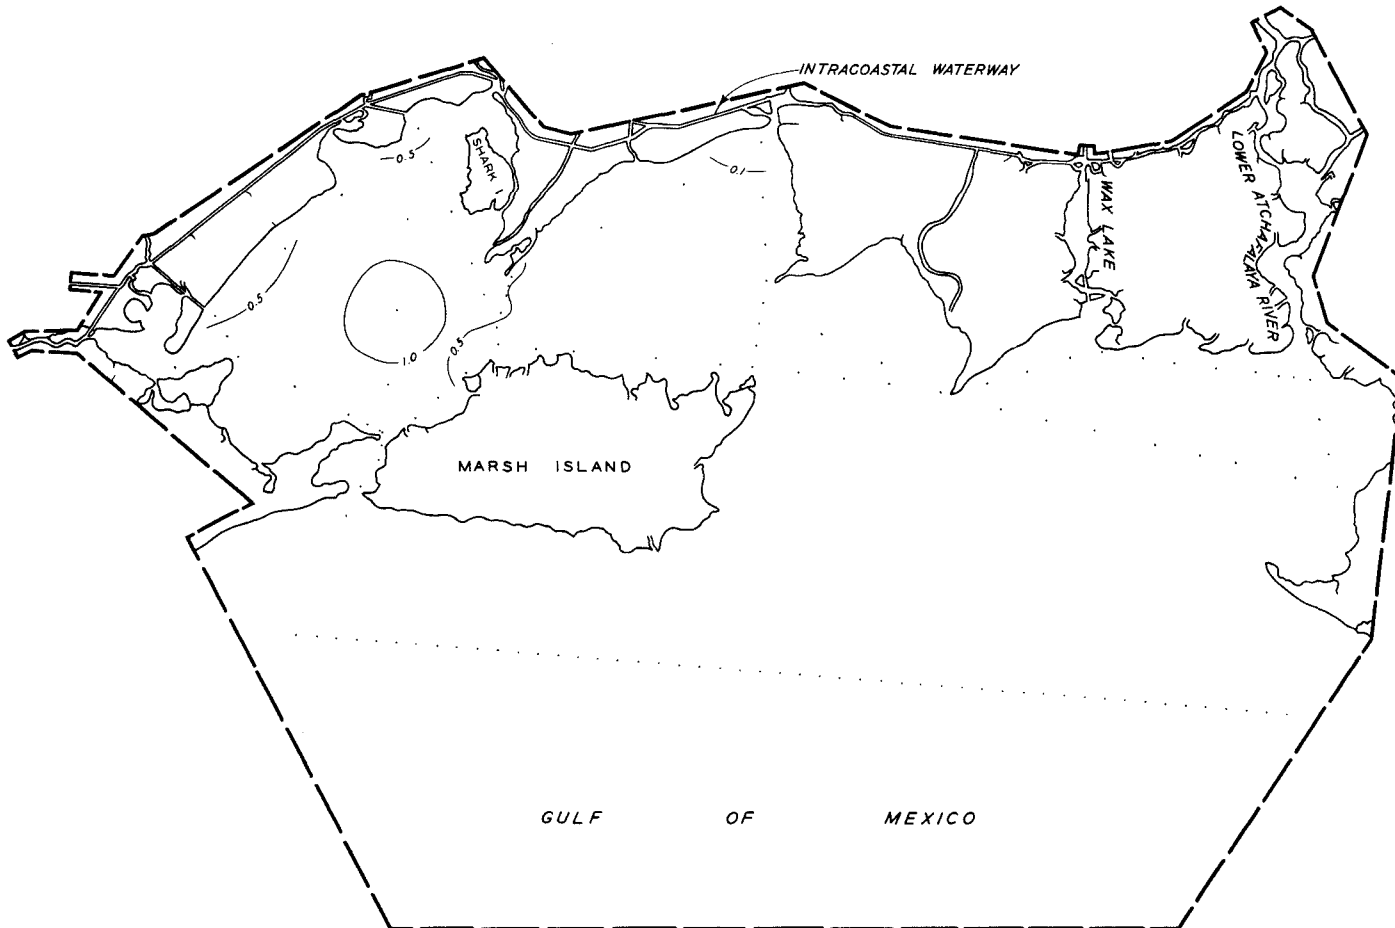 INTRACOASTAL WATERWAY
0.5
SHARK I.
0.1
WAX LAKE
LOWER ATCHAFALAYA RIVER
0.5
0.5
1.0
MARSH ISLAND
GULF OF MEXICO